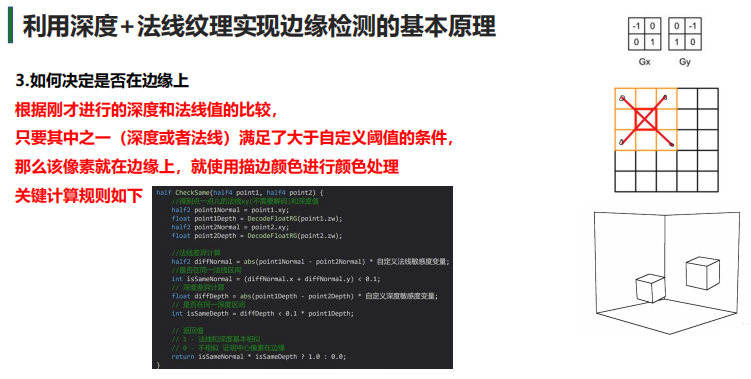 利用深度+法线纹理实现边缘检测的基本原理
3.如何决定是否在边缘上
根据刚才进行的深度和法线值的比较，
只要其中之一（深度或者法线）满足了大于自定义阈值的条件，
那么该像素就在边缘上，就使用描边颜色进行颜色处理
关键计算规则如下
half CheckSame(half4 point1, half4 point2) {
//得到点一点儿的法线xy(不需要解码)和深度值
half2 point1Normal = point1.xy;
float point1Depth = DecodeFloatRG(point1.zw);
half2 point2Normal = point2.xy;
float point2Depth = DecodeFloatRG(point2.zw);
//法线差异计算
half2 diffNormal = abs(point1Normal - point2Normal) * 自定义法线敏感度变量;
//是否在同一法线区间
int isSameNormal = (diffNormal.x + diffNormal.y) < 0.1;
// 深度差异计算
float diffDepth = abs(point1Depth - point2Depth) * 自定义深度敏感度变量;
// 是否在同一深度区间
int isSameDepth = diffDepth < 0.1 * point1Depth;
// 返回值
// 1 - 法线和深度基本相似
// 0 - 不相似 证明中心像素在边缘
return isSameNormal * isSameDepth ? 1.0 : 0.0;
}
-1 0 0 -1
0 1 1 0
Gx Gy